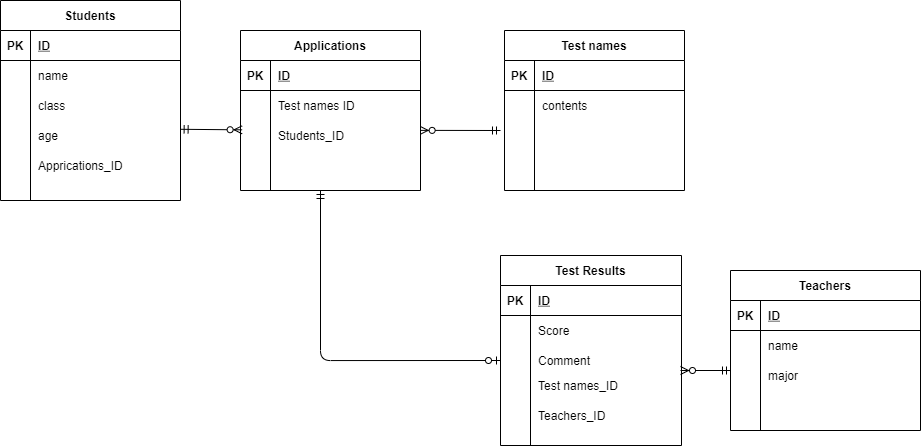 Students
PK ID
name
class
age
Apprications_ID
Applications
PK ID
Test names ID
Students_ID
Test names
PK ID
contents
Test Results
PK ID
Score
Comment
Test names_ID
Teachers_ID
Teachers
PK ID
name
major